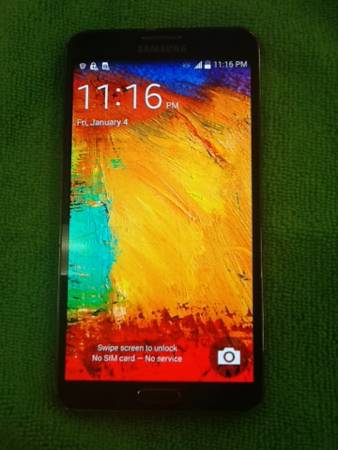 SAMSUNG
11:16 PM
11:16 PM
Fri, January 4
Swipe screen to unlock
No SIM card — No service